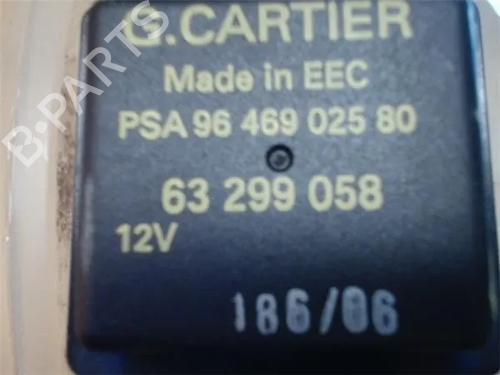 G.CARTIER
Made in EEC
PSA 96 469 025 80
63 299 058
12V
186/06
B-PARTS